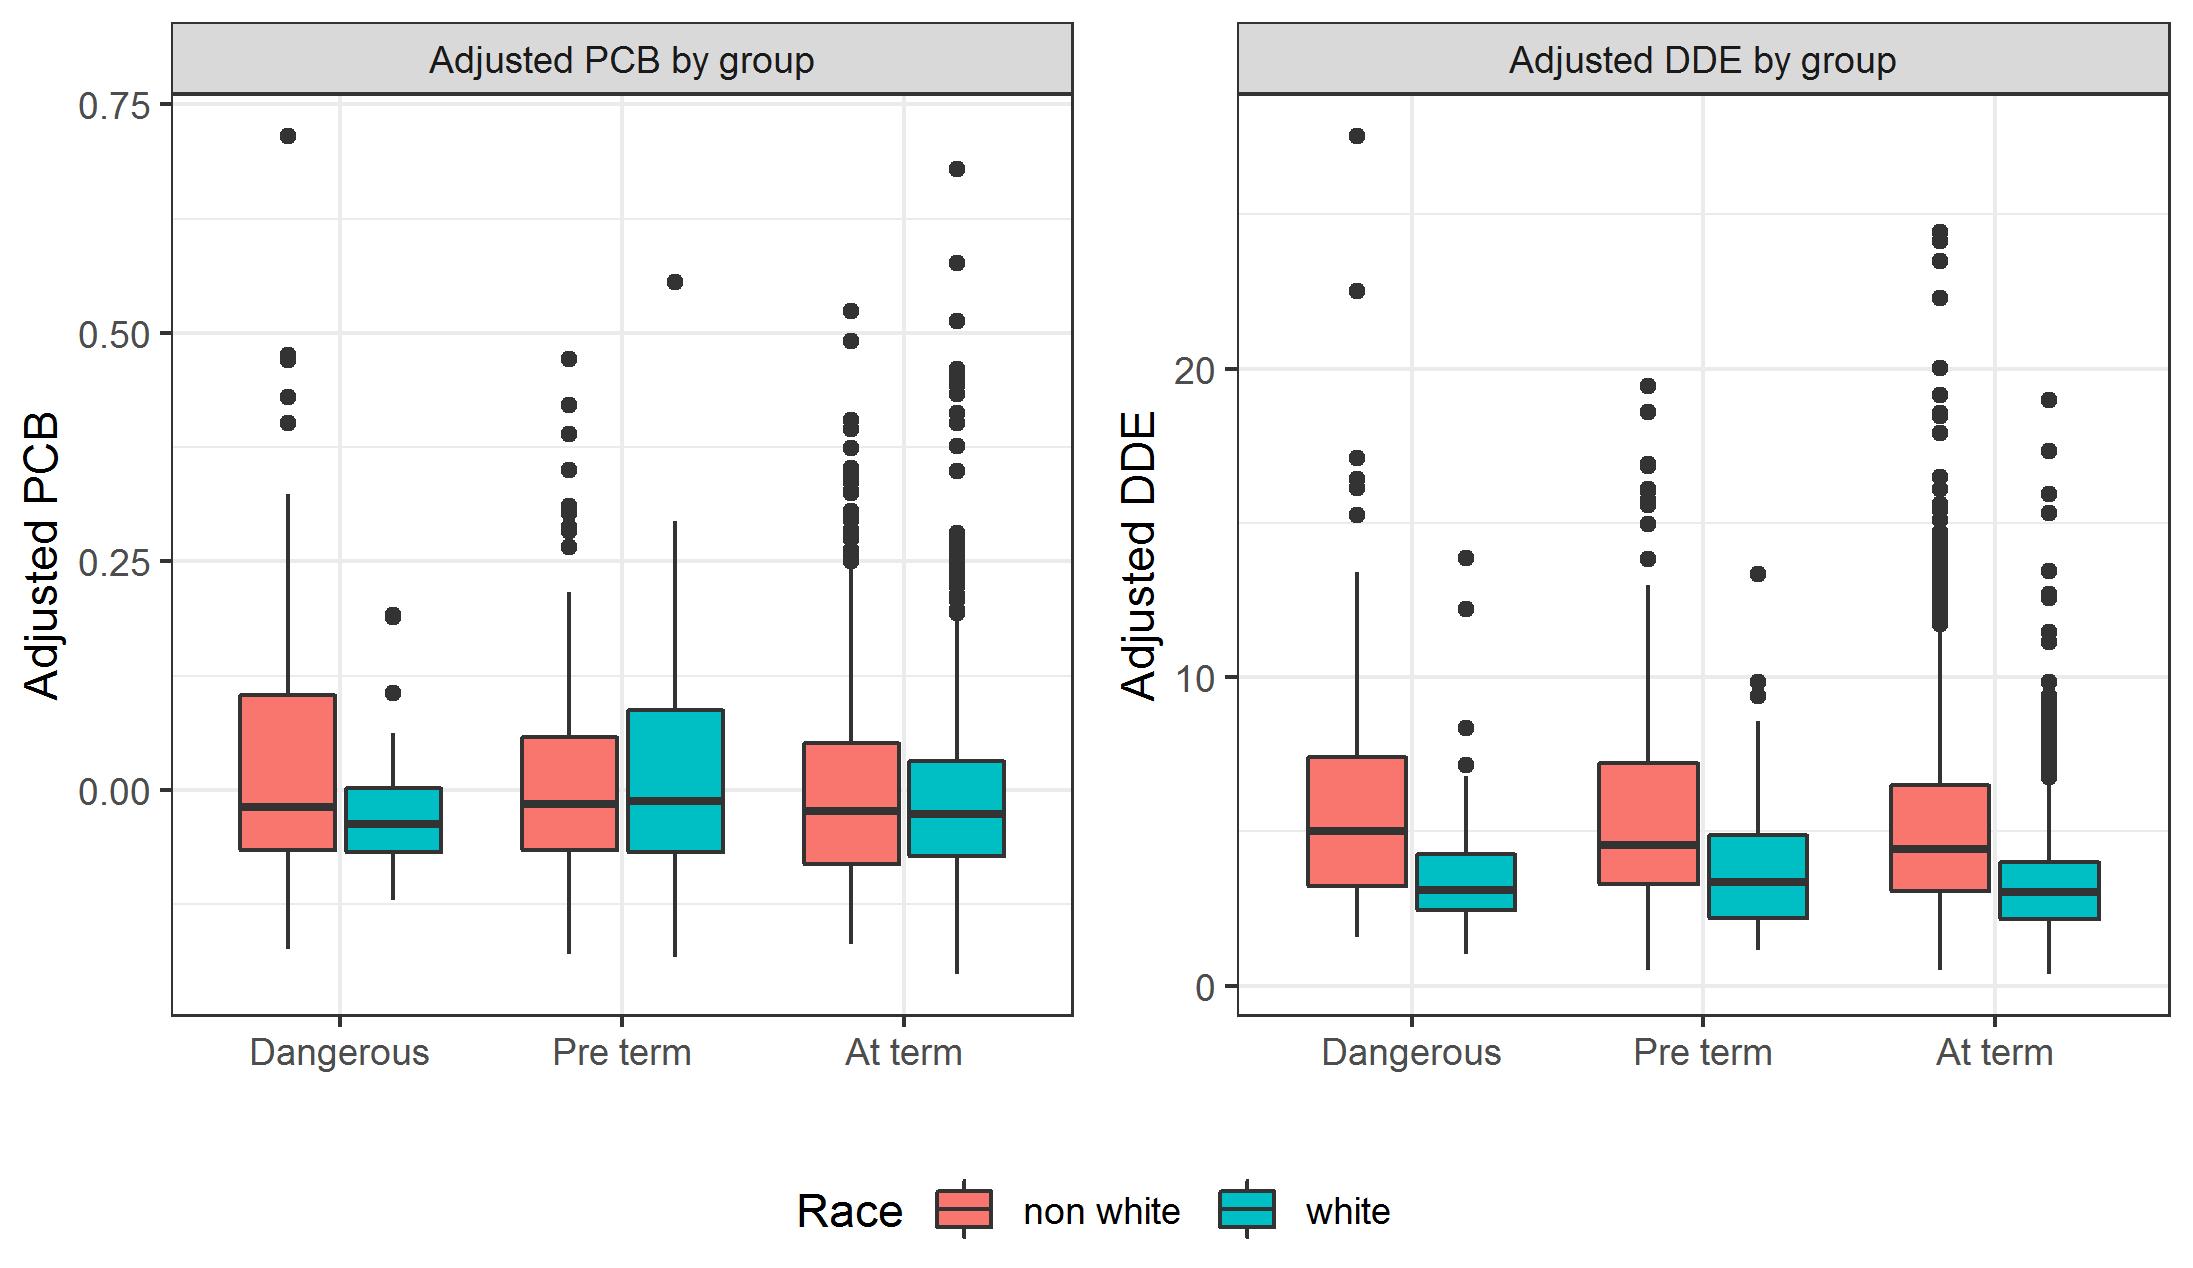 Adjusted PCB by group
Adjusted PCB
0.75
0.50
0.25
0.00
Dangerous Pre term At term
Adjusted DDE by group
Adjusted DDE
20
10
0
Dangerous Pre term At term
Race non white white